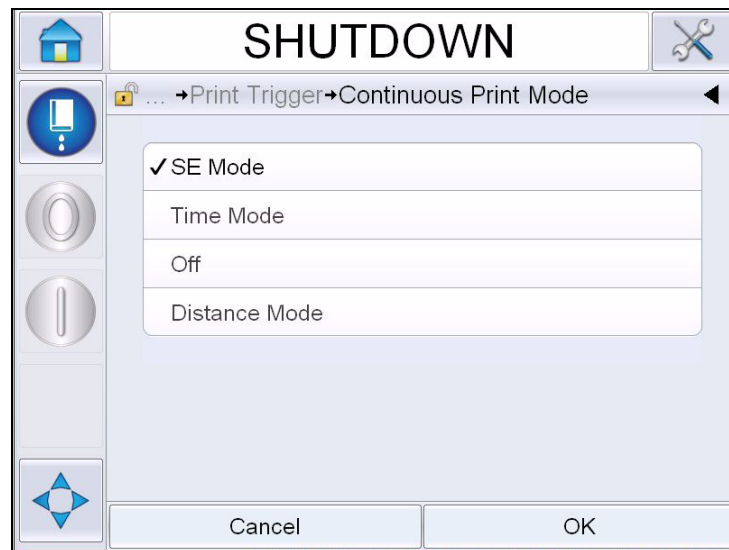 SHUTDOWN
... →Print Trigger→Continuous Print Mode
✓SE Mode
Time Mode
Off
Distance Mode
Cancel
OK